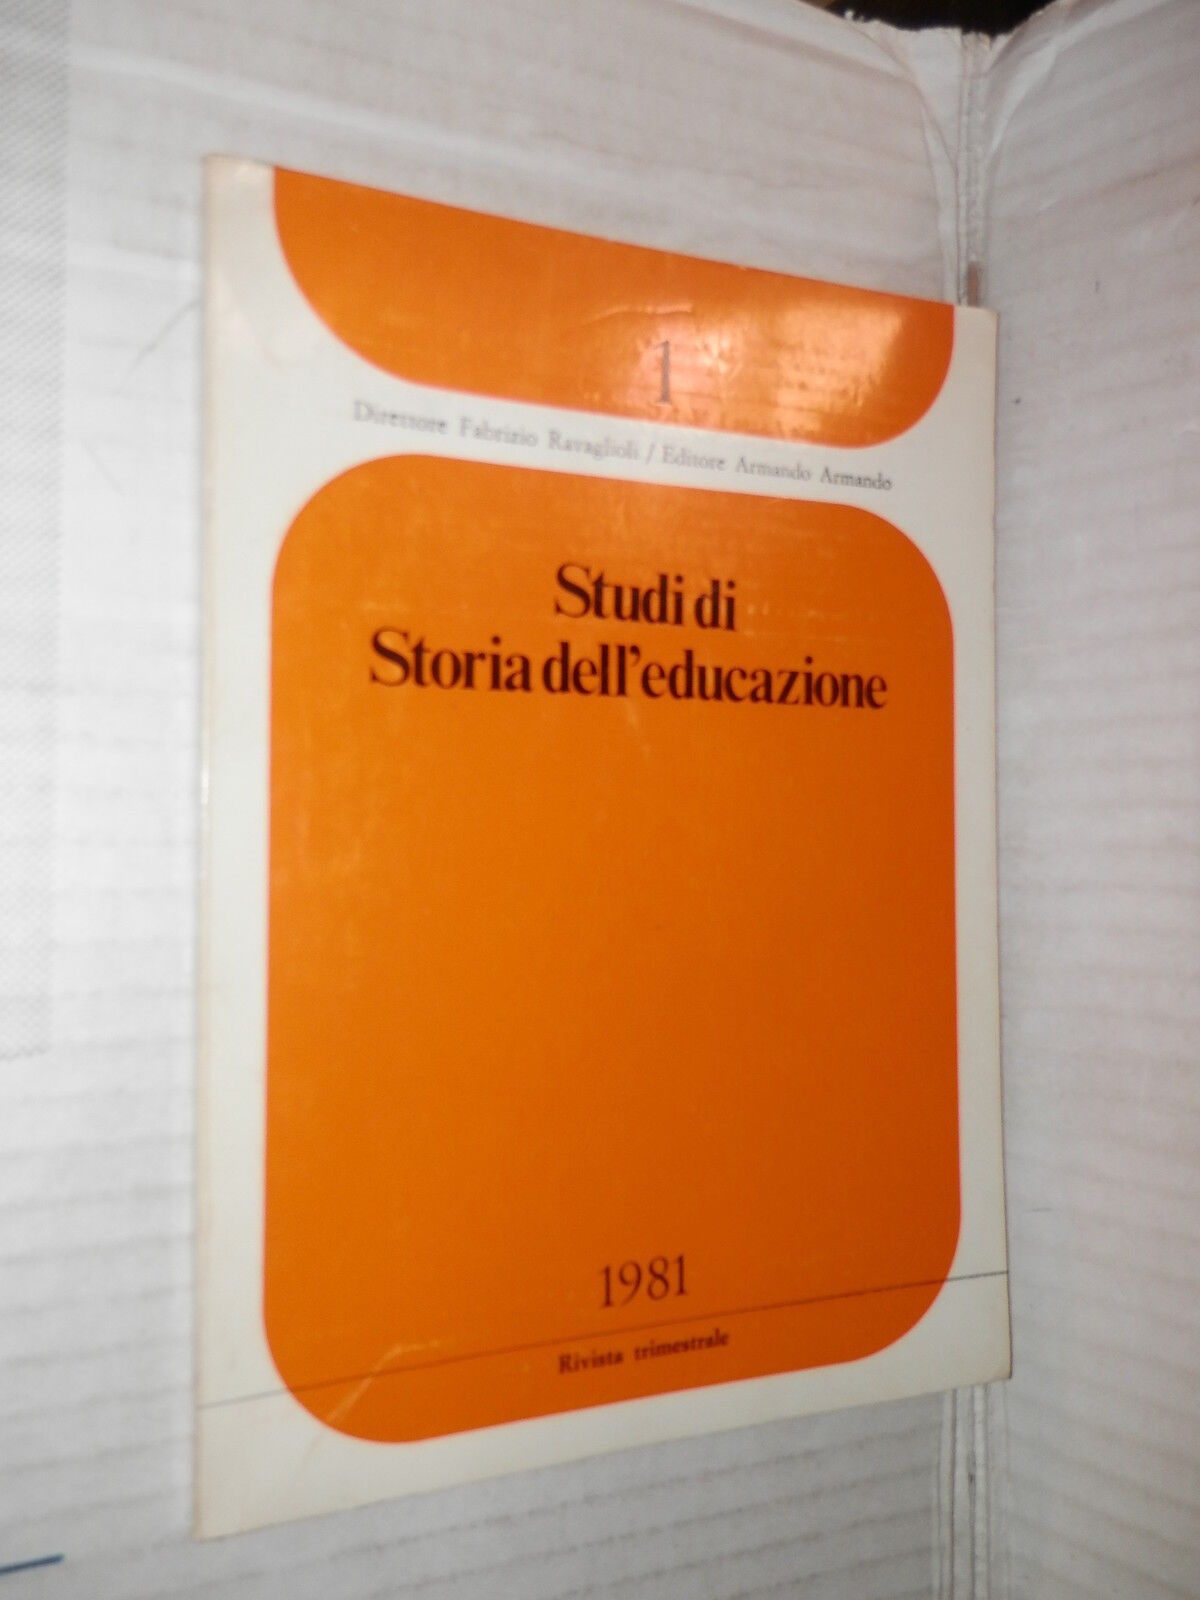 1
Direttore Fabrizio Ravaglioli / Editore Armando Armando
Studi di
Storia dell'educazione
1981
Rivista trimestrale